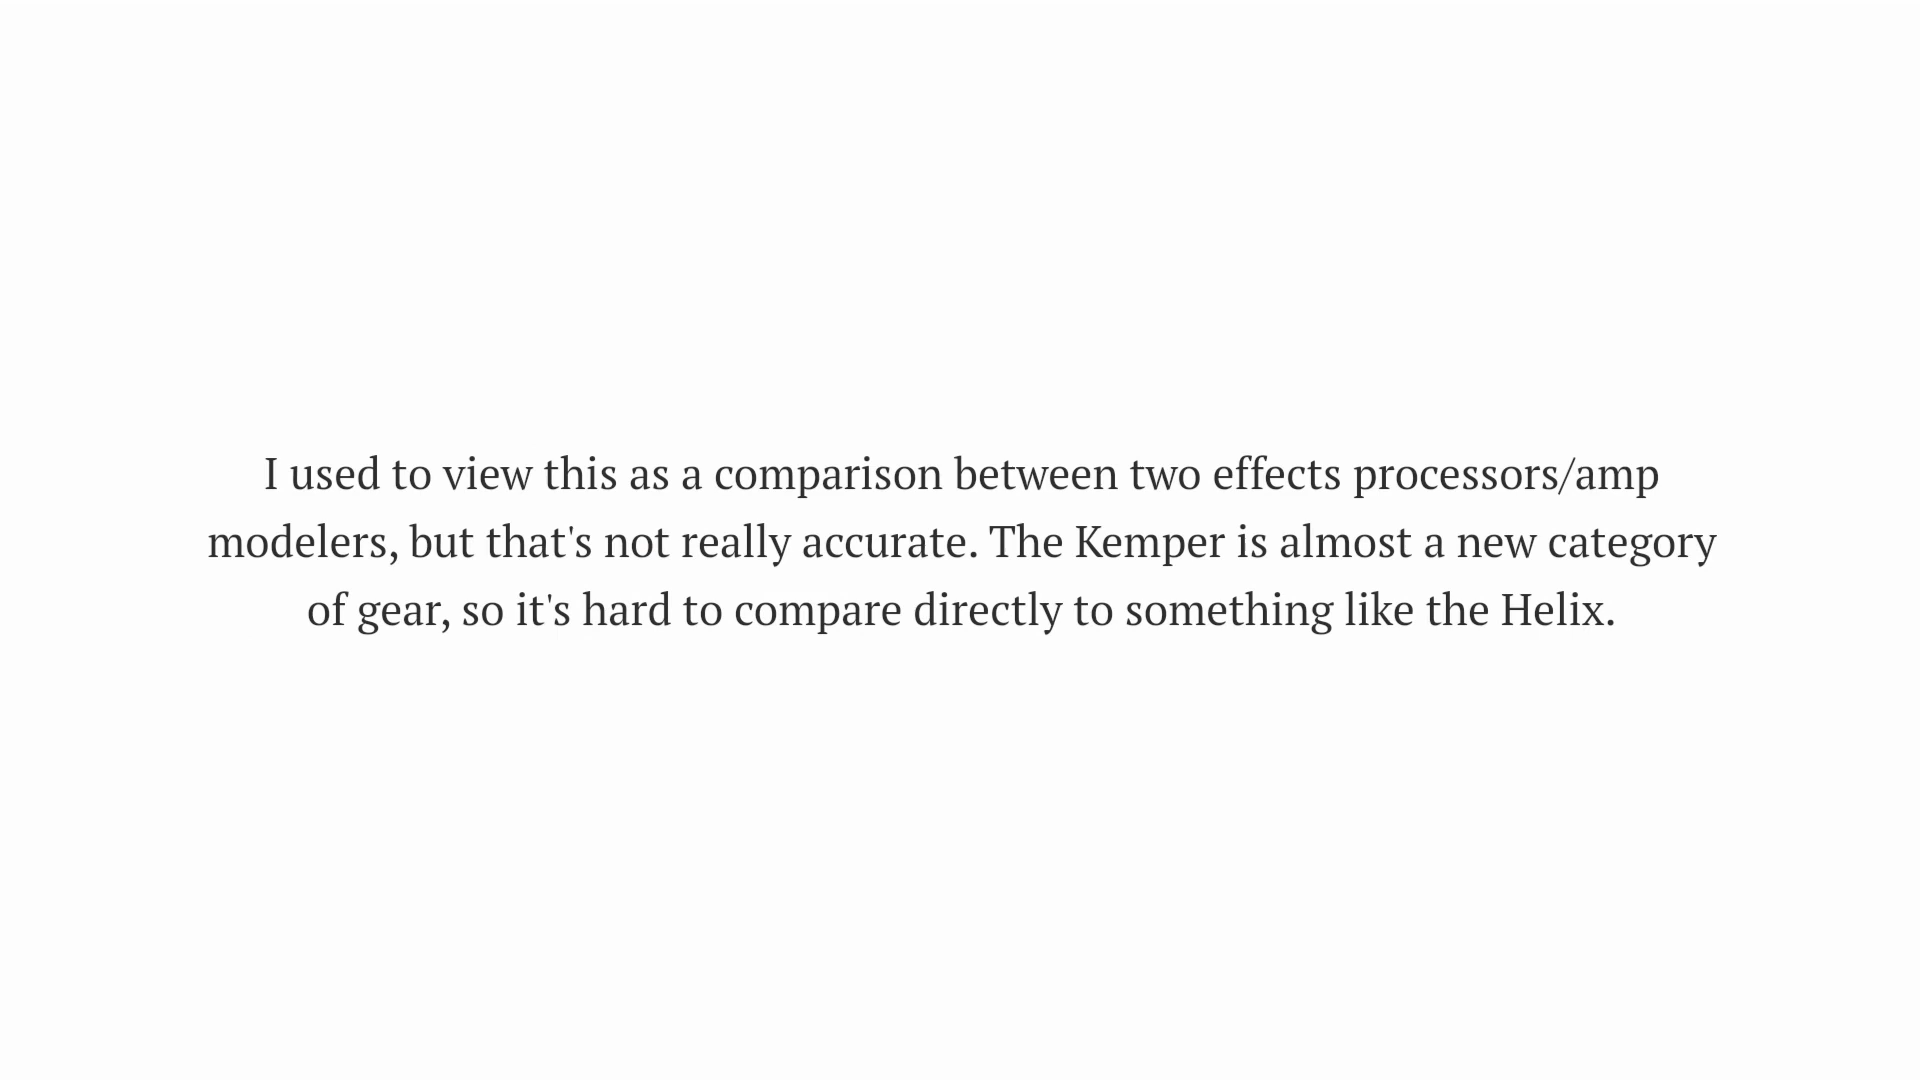 I used to view this as a comparison between two effects processors/amp
modelers, but that's not really accurate. The Kemper is almost a new category
of gear, so it's hard to compare directly to something like the Helix.